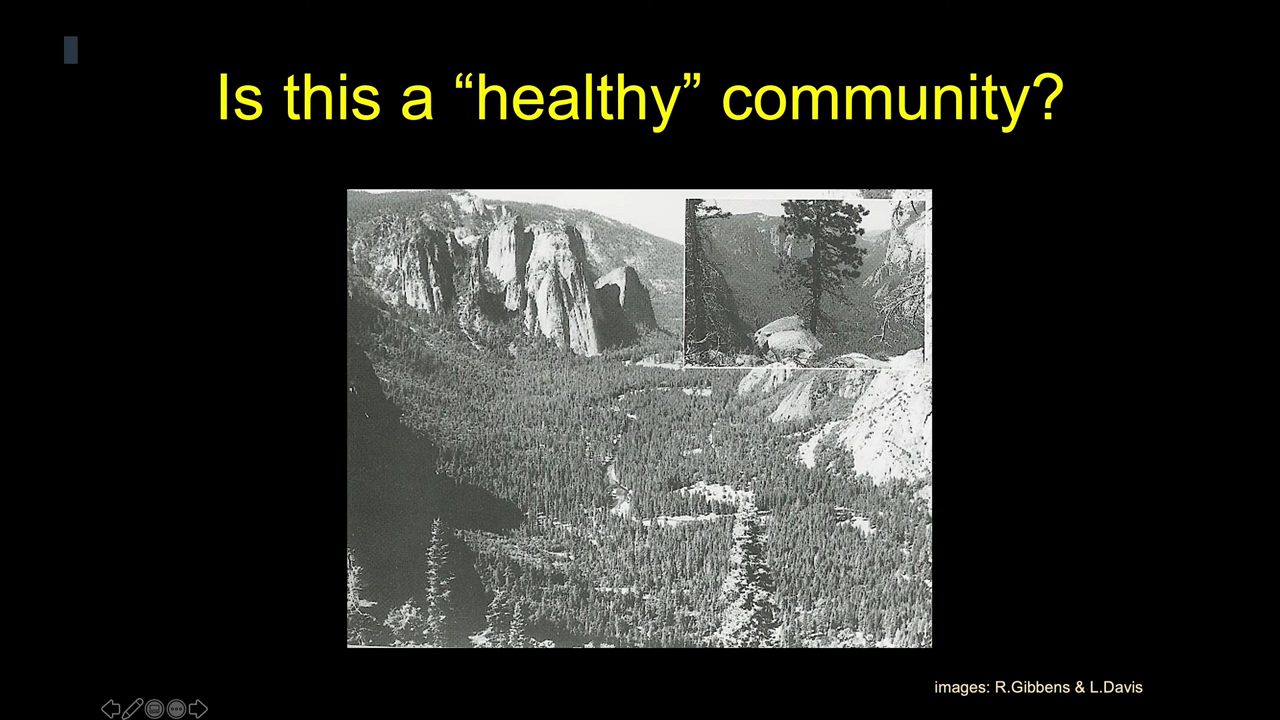 Is this a “healthy” community?
images: R.Gibbens & L.Davis